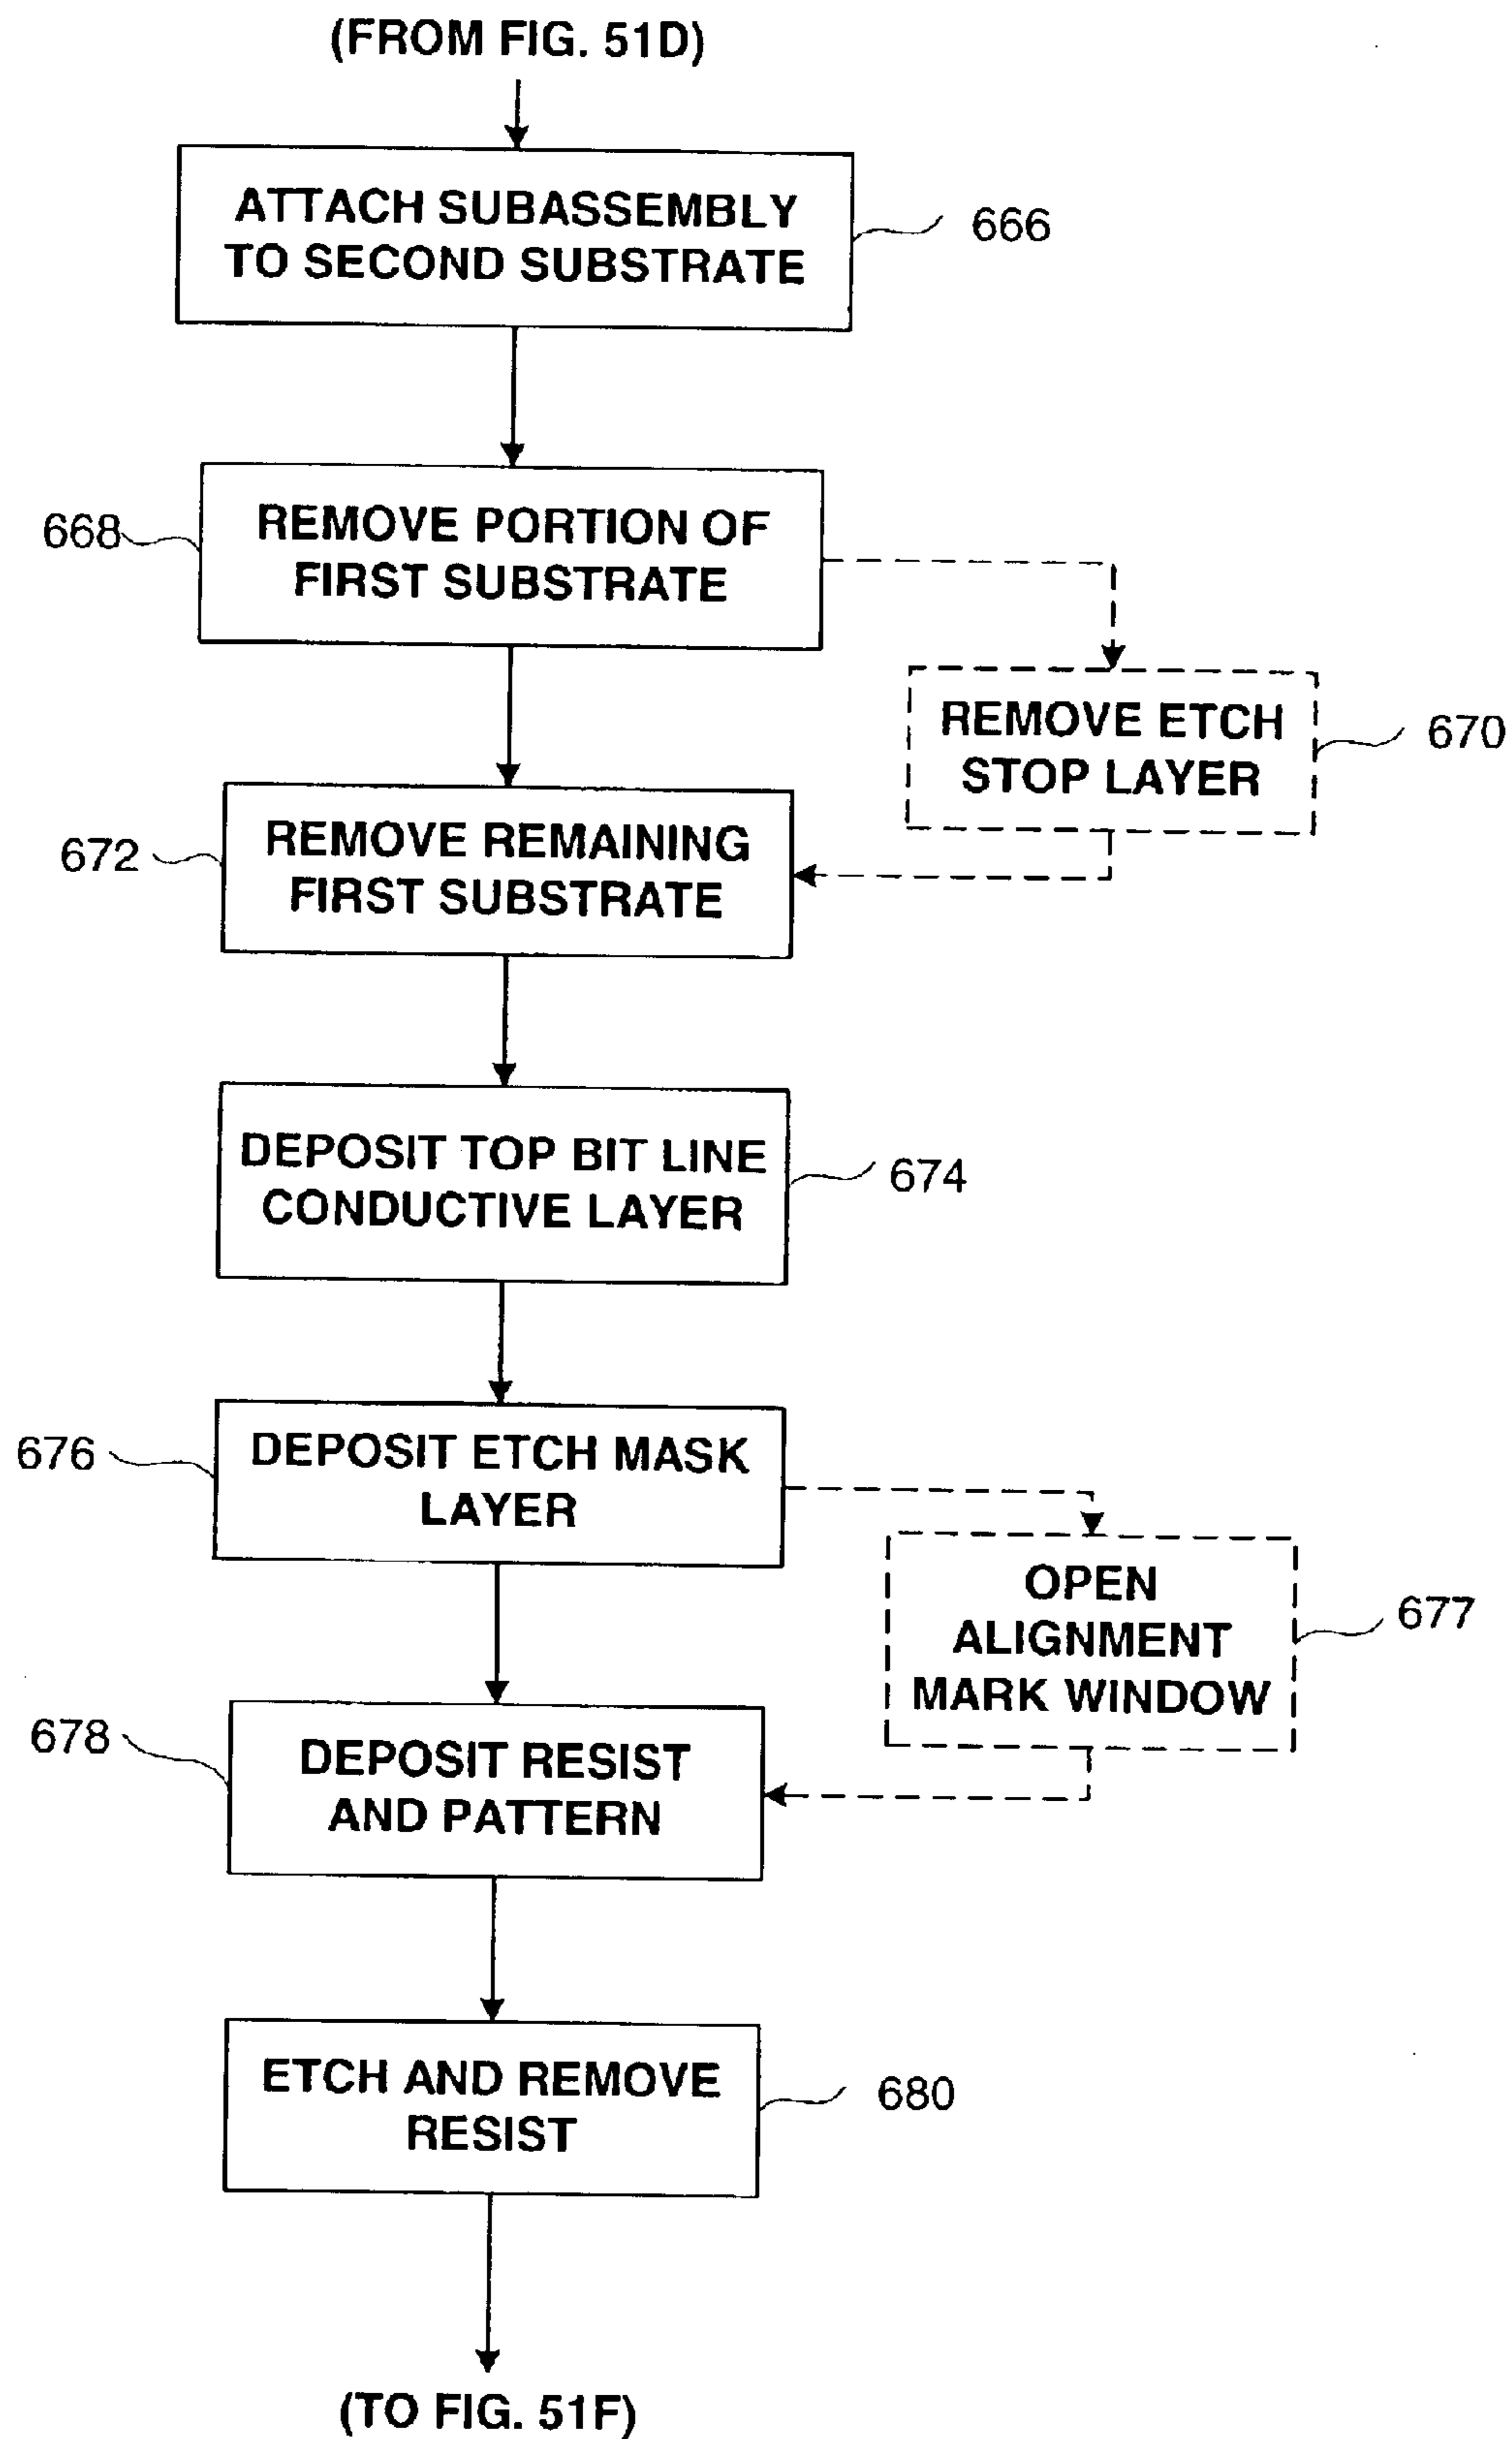 (FROM FIG. 51D)
ATTACH SUBASSEMBLY
TO SECOND SUBSTRATE
666
REMOVE PORTION OF
FIRST SUBSTRATE
668
REMOVE ETCH
STOP LAYER
670
REMOVE REMAINING
FIRST SUBSTRATE
672
DEPOSIT TOP BIT LINE
CONDUCTIVE LAYER
674
DEPOSIT ETCH MASK
LAYER
676
OPEN
ALIGNMENT
MARK WINDOW
677
DEPOSIT RESIST
AND PATTERN
678
ETCH AND REMOVE
RESIST
680
(TO FIG. 51F)